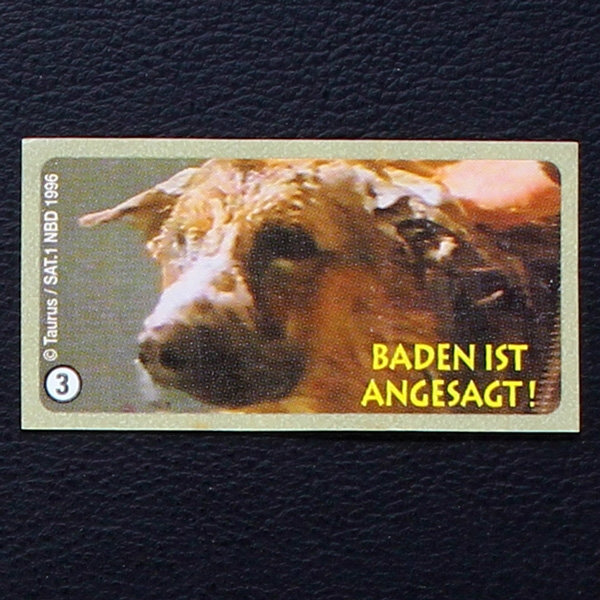 © Taurus / SAT.1 NBD 1996
3
BADEN IST
ANGESAGT!